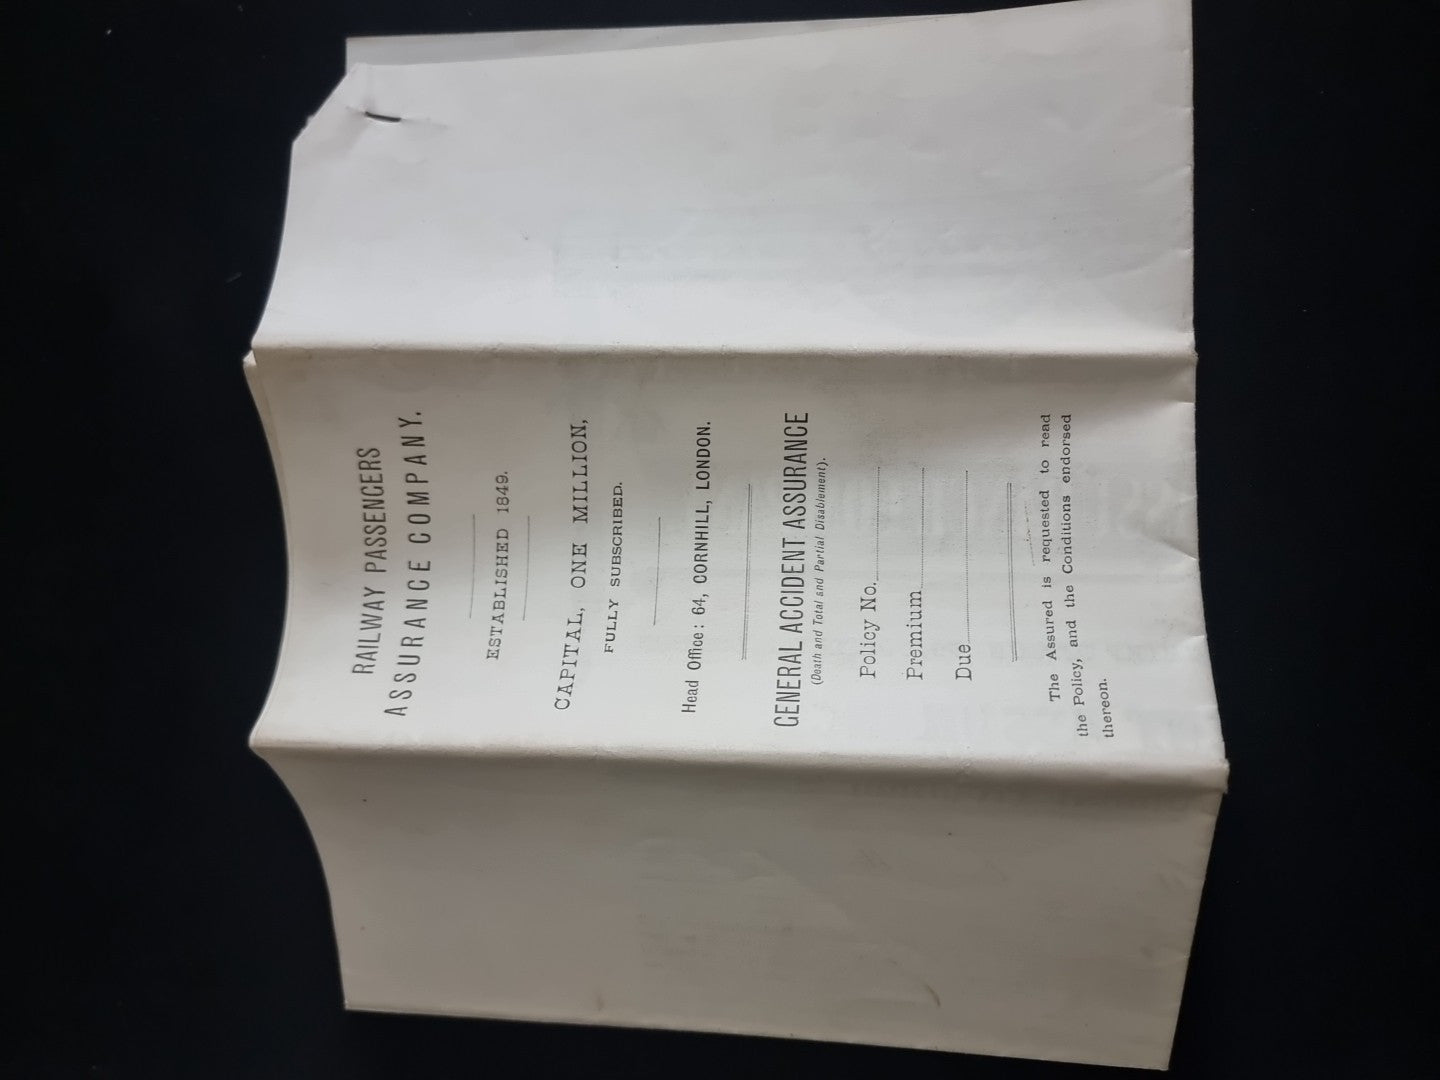 RAILWAY PASSENGERS
ASSURANCE COMPANY.
ESTABLISHED 1849.
CAPITAL, ONE MILLION,
FULLY SUBSCRIBED.
Head Office: 64, CORNHILL, LONDON.
GENERAL ACCIDENT ASSURANCE
(Death and Total snd Partial Disablement).
Policy No.
Premium
Due
The Assured is requested to read
the Policy, and the Conditions endorsed
thereon.